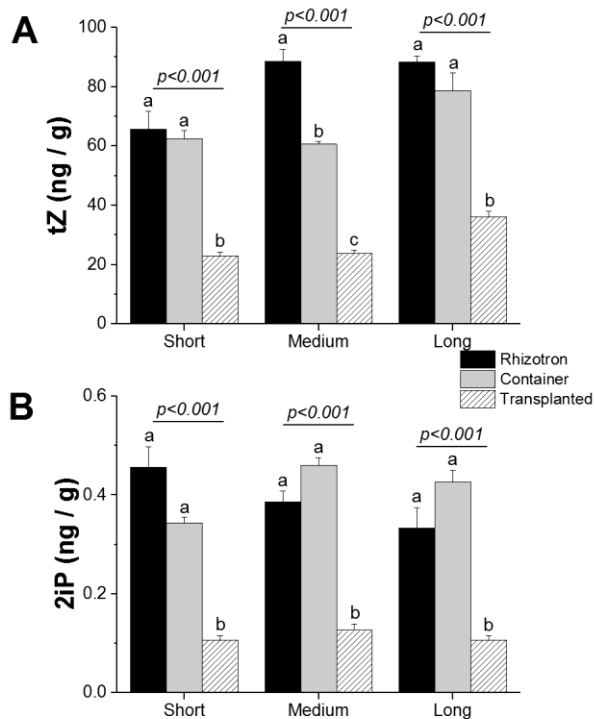 A
tZ (ng / g)
100
80
60
40
20
0
p<0.001
p<0.001
p<0.001
a
a
b
a
b
c
a
a
b
Short
Medium
Long
Rhizotron
Container
Transplanted
B
2iP (ng / g)
0.6
0.4
0.2
0.0
p<0.001
p<0.001
p<0.001
a
a
b
a
a
b
a
a
b
Short
Medium
Long